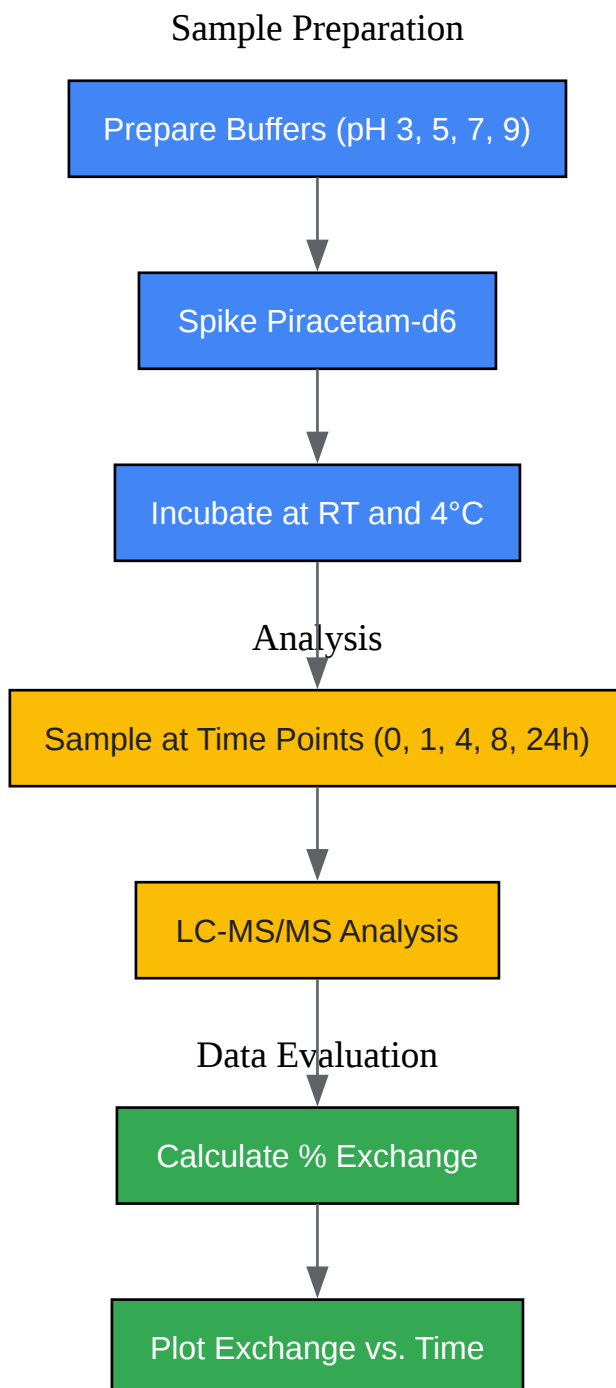 Sample Preparation
Prepare Buffers (pH 3, 5, 7, 9)
Spike Piracetam-d6
Incubate at RT and 4°C
Analysis
Sample at Time Points (0, 1, 4, 8, 24h)
LC-MS/MS Analysis
Data Evaluation
Calculate % Exchange
Plot Exchange vs. Time